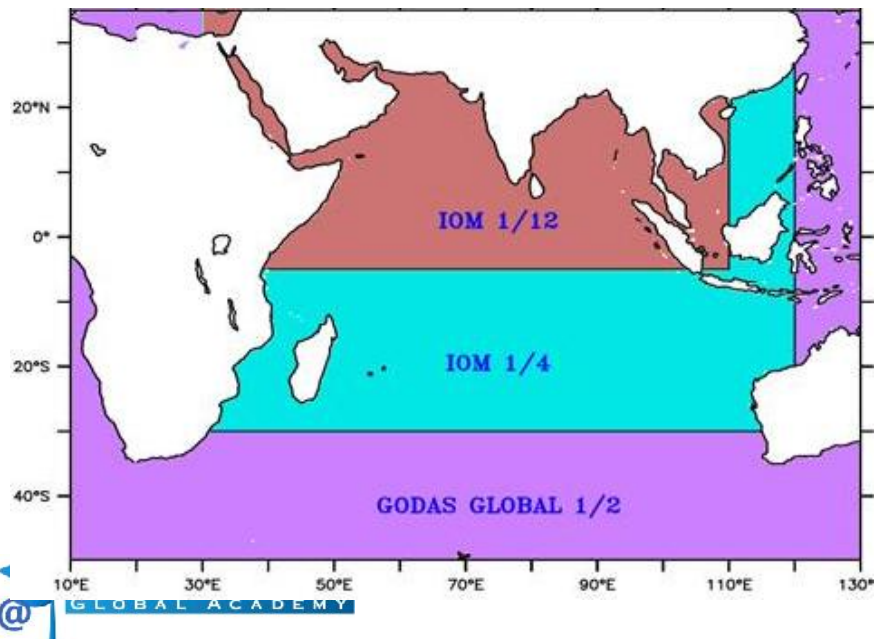 20°N
IOM 1/12
0°
20°S
IOM 1/4
40°S
GODAS GLOBAL 1/2
10°E 30°E 50°E 70°E 90°E 110°E 130°
@ GLOBAL ACADEMY